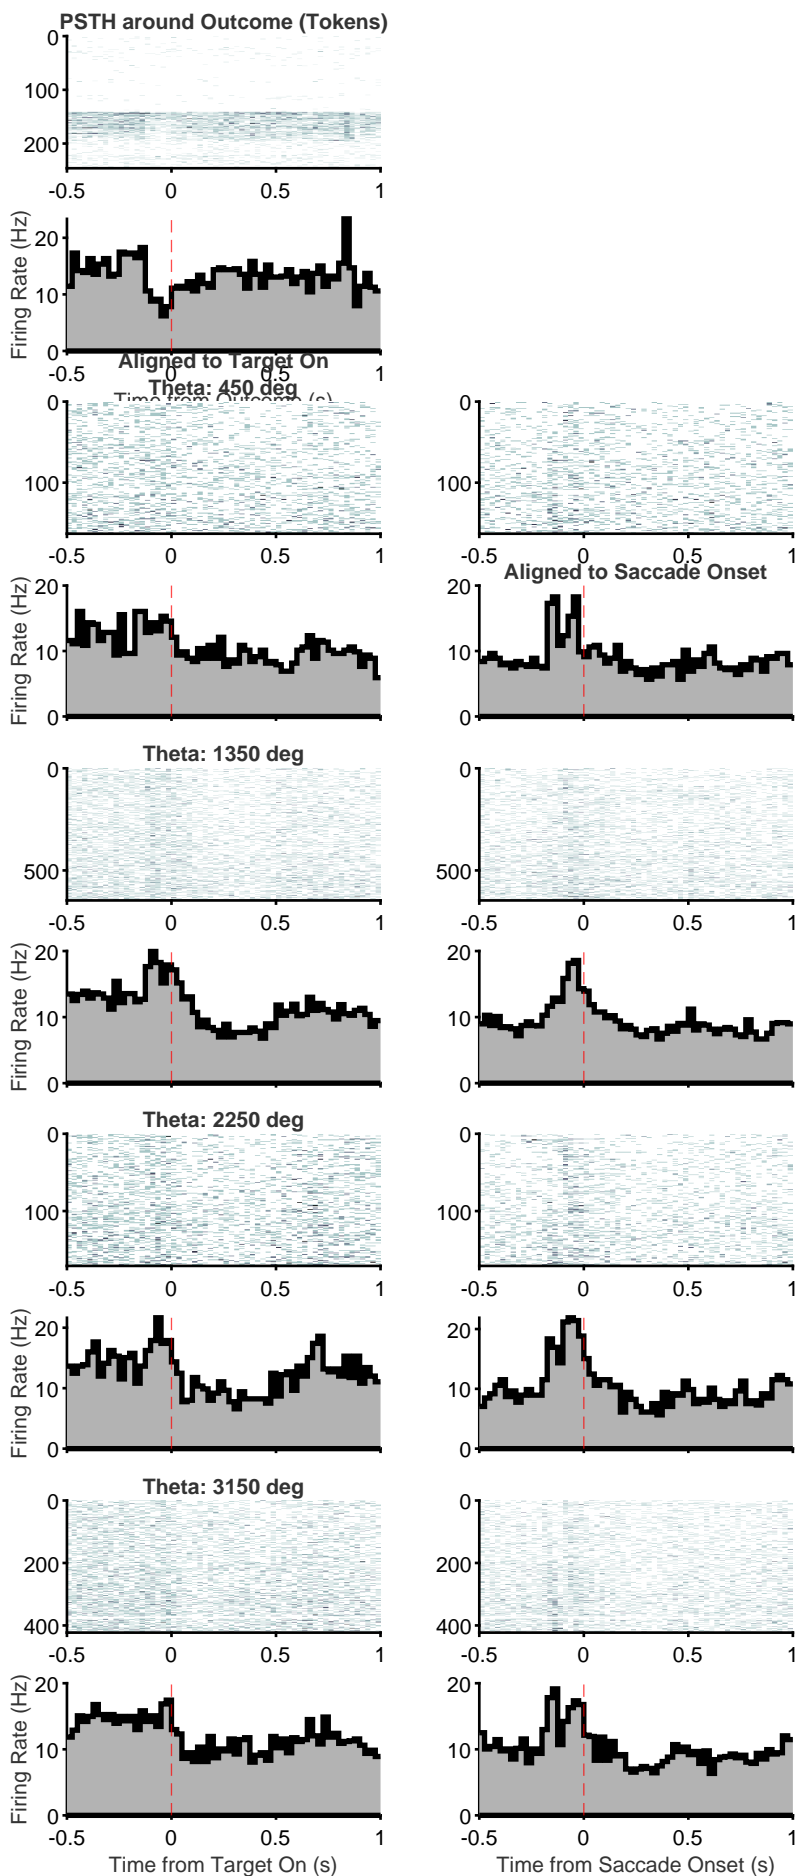 PSTH around Outcome (Tokens)
0
100
200
-0.5 0 0.5 1
Firing Rate (Hz)
20
10
0
-0.5 0 0.5 1
Time from Outcome (s)
Aligned to Target On
Theta: 450 deg
0
100
-0.5 0 0.5 1
0
100
-0.5 0 0.5 1
Aligned to Saccade Onset
Firing Rate (Hz)
20
10
0
20
10
0
Theta: 1350 deg
0
500
-0.5 0 0.5 1
0
500
-0.5 0 0.5 1
Firing Rate (Hz)
20
10
0
20
10
0
Theta: 2250 deg
0
100
-0.5 0 0.5 1
0
100
-0.5 0 0.5 1
Firing Rate (Hz)
20
10
0
20
10
0
Theta: 3150 deg
0
200
400
-0.5 0 0.5 1
0
200
400
-0.5 0 0.5 1
Firing Rate (Hz)
20
10
0
-0.5 0 0.5 1
Time from Target On (s)
20
10
0
-0.5 0 0.5 1
Time from Saccade Onset (s)